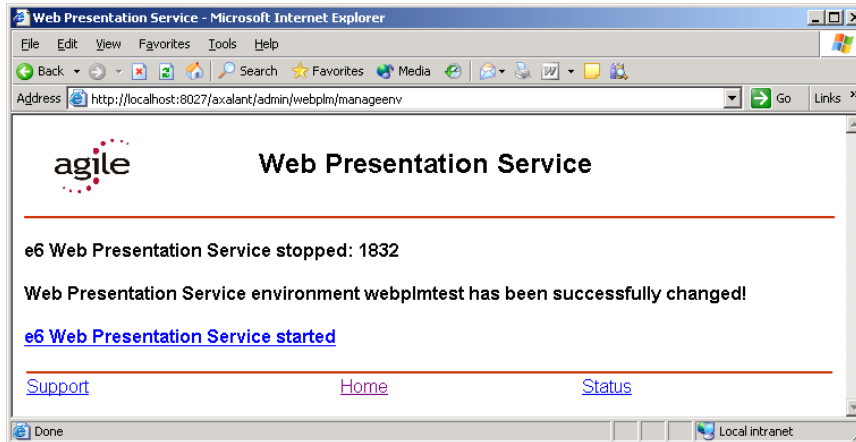 Web Presentation Service - Microsoft Internet Explorer
File Edit View Favorites Tools Help
Back Search Favorites Media
Address http://localhost:8027/axalant/admin/webplm/manageenv Go Links »
agile Web Presentation Service
e6 Web Presentation Service stopped: 1832
Web Presentation Service environment webplmtest has been successfully changed!
e6 Web Presentation Service started
Support Home Status
Done Local intranet